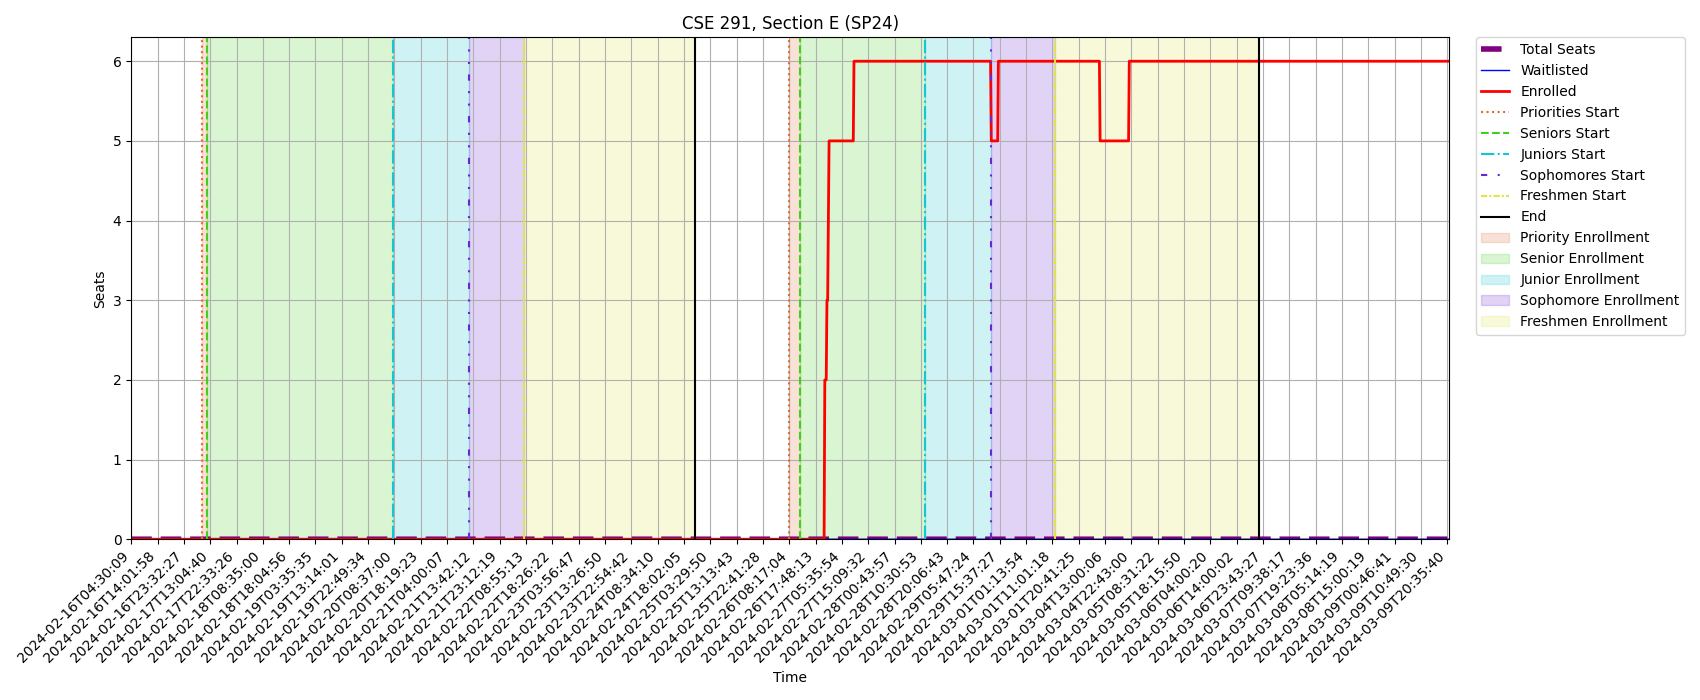 CSE 291, Section E (SP24)
Seats
6
5
4
3
2
1
0
2024-02-16T04:30:09
2024-02-16T14:01:58
2024-02-16T23:32:27
2024-02-17T13:04:40
2024-02-17T22:33:26
2024-02-18T08:35:00
2024-02-18T18:04:56
2024-02-19T03:35:35
2024-02-19T13:14:01
2024-02-19T22:49:34
2024-02-20T08:37:00
2024-02-20T18:19:23
2024-02-21T04:00:07
2024-02-21T13:42:12
2024-02-21T23:12:19
2024-02-22T08:55:13
2024-02-22T18:26:22
2024-02-23T03:56:47
2024-02-23T13:26:50
2024-02-23T22:54:42
2024-02-24T08:34:10
2024-02-24T18:02:05
2024-02-25T03:29:50
2024-02-25T13:13:43
2024-02-25T22:41:28
2024-02-26T08:17:04
2024-02-26T17:48:13
2024-02-27T05:35:54
2024-02-27T15:09:32
2024-02-28T00:43:57
2024-02-28T10:30:53
2024-02-28T20:06:43
2024-02-29T05:47:24
2024-02-29T15:37:27
2024-03-01T01:13:54
2024-03-01T11:01:18
2024-03-01T20:41:25
2024-03-04T13:00:06
2024-03-04T22:43:00
2024-03-05T08:31:22
2024-03-05T18:15:50
2024-03-06T04:00:20
2024-03-06T14:00:02
2024-03-06T23:43:27
2024-03-07T09:38:17
2024-03-07T19:23:36
2024-03-08T05:14:19
2024-03-08T15:00:19
2024-03-09T00:46:41
2024-03-09T10:49:30
2024-03-09T20:35:40
Time
Total Seats
Waitlisted
Enrolled
Priorities Start
Seniors Start
Juniors Start
Sophomores Start
Freshmen Start
End
Priority Enrollment
Senior Enrollment
Junior Enrollment
Sophomore Enrollment
Freshmen Enrollment